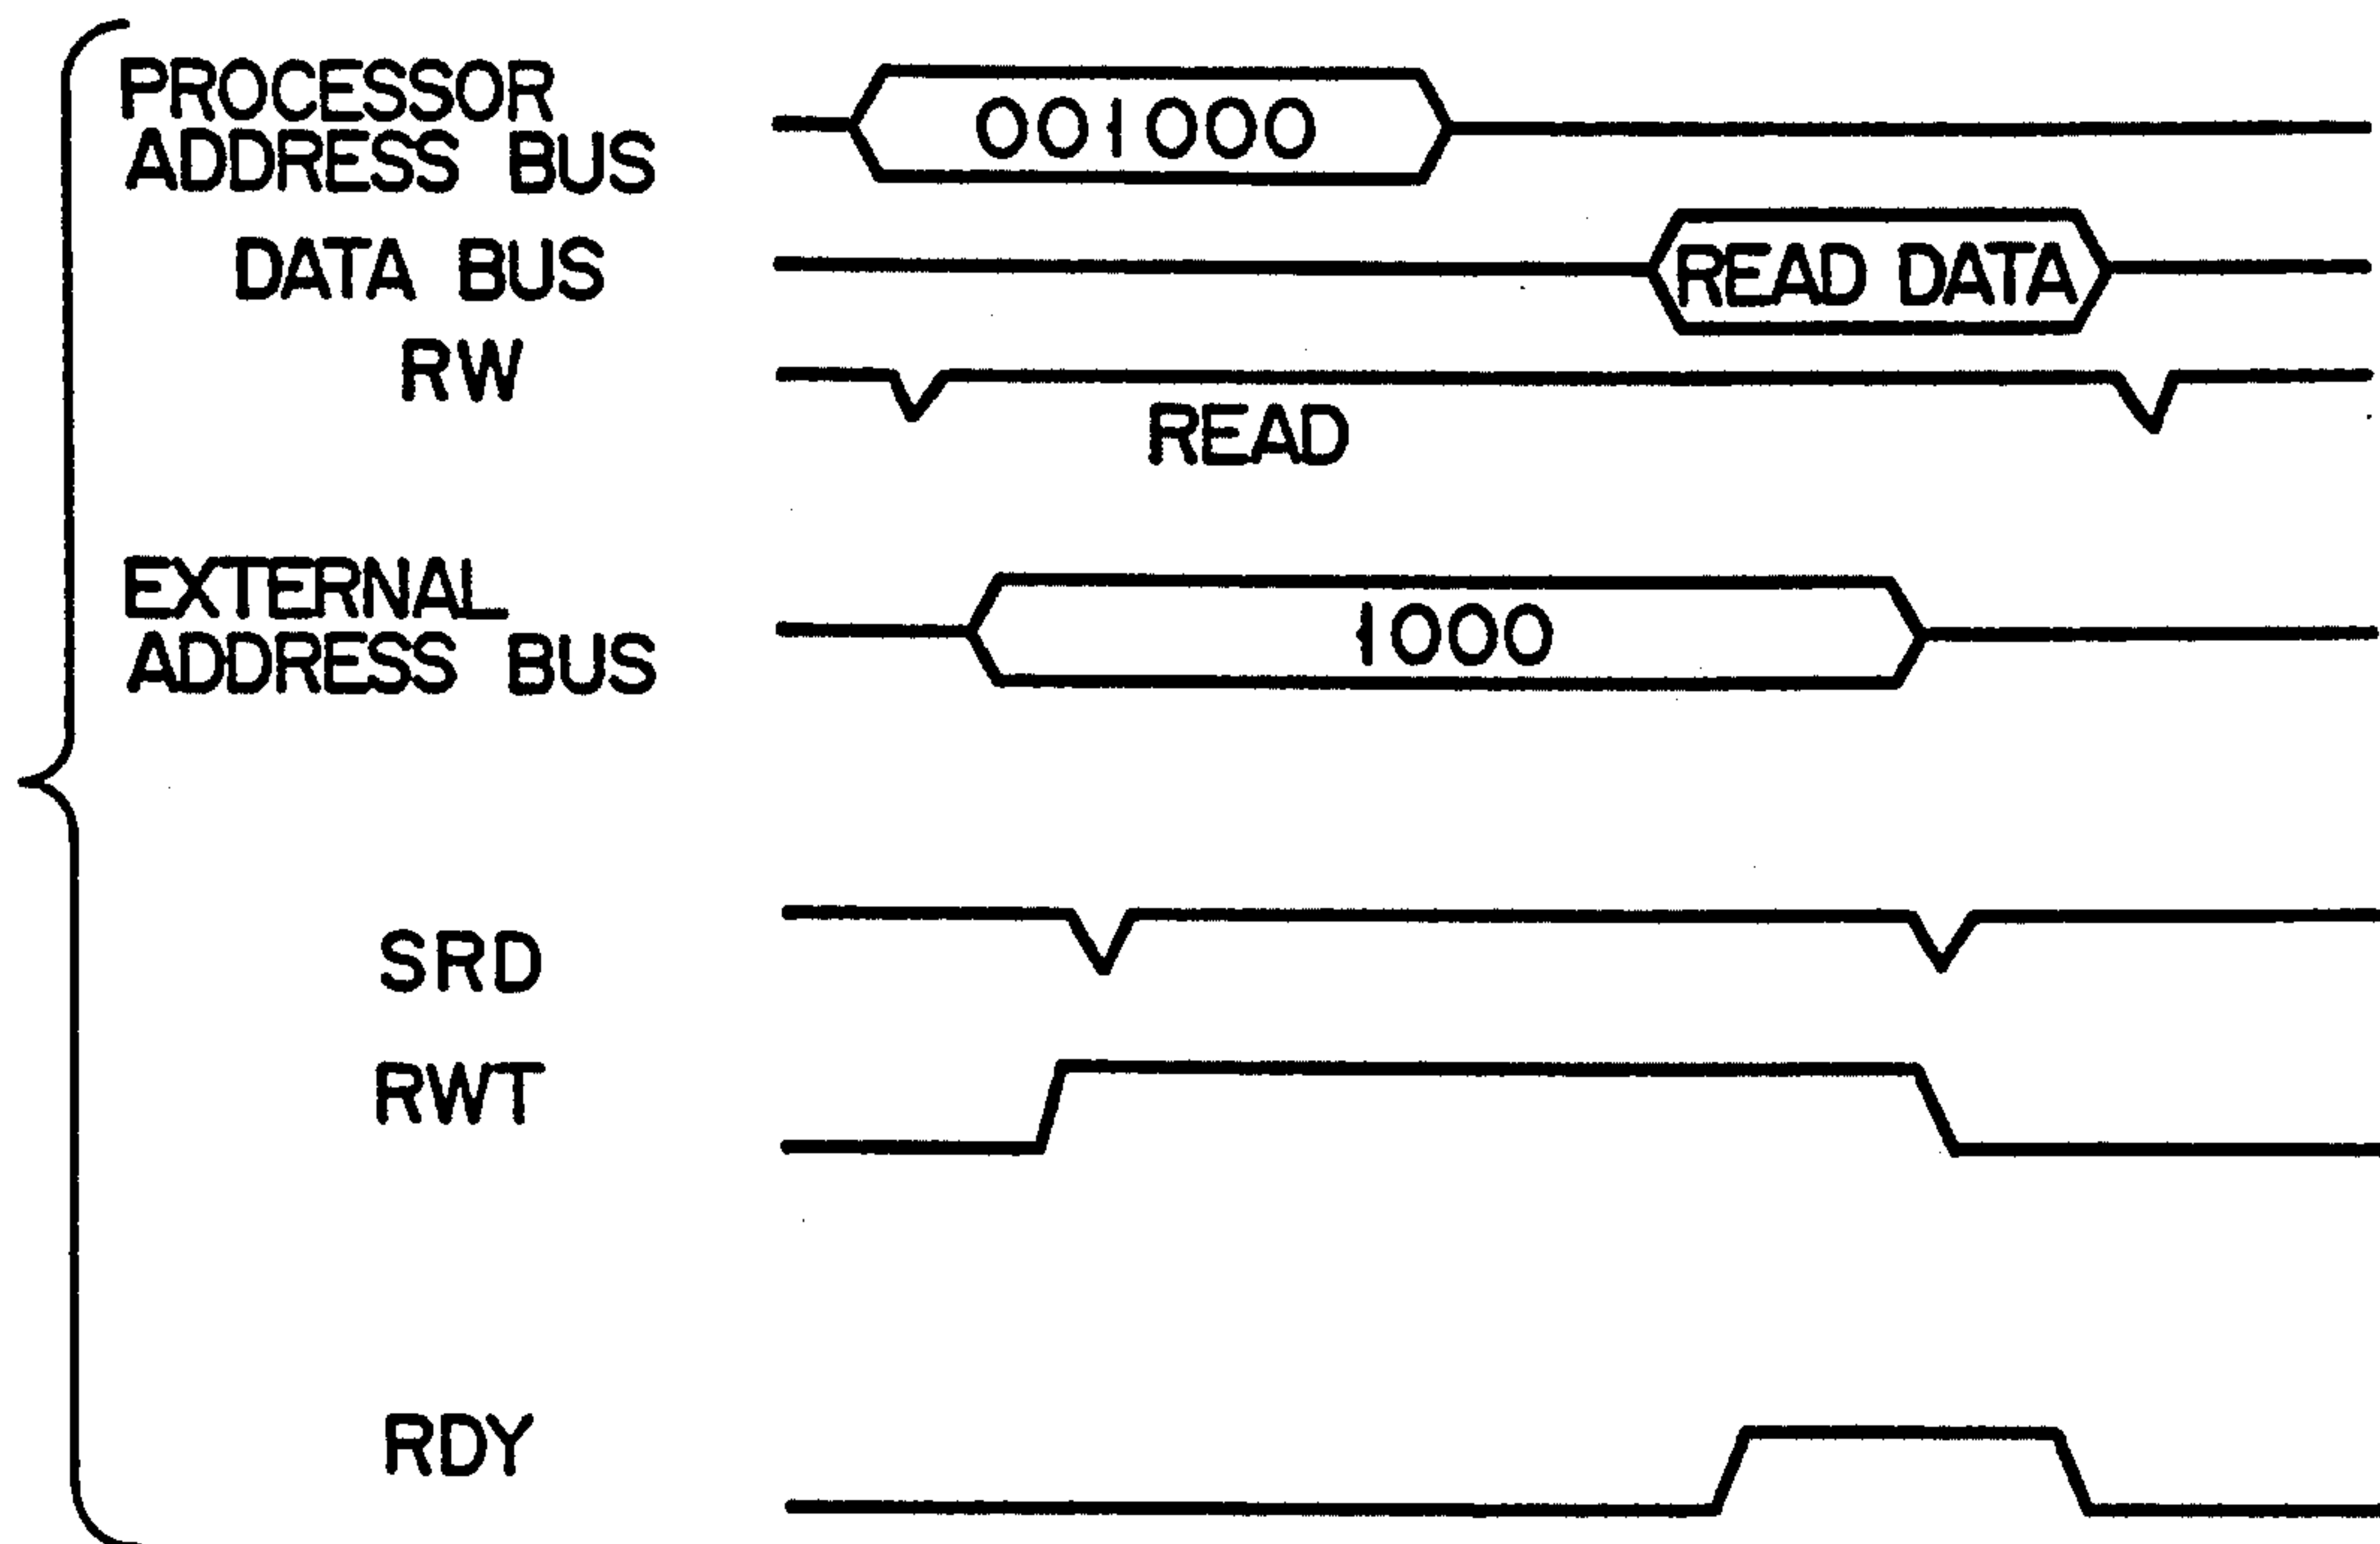 PROCESSOR
ADDRESS BUS
001000
DATA BUS
READ DATA
RW
READ
EXTERNAL
ADDRESS BUS
1000
SRD
RWT
RDY